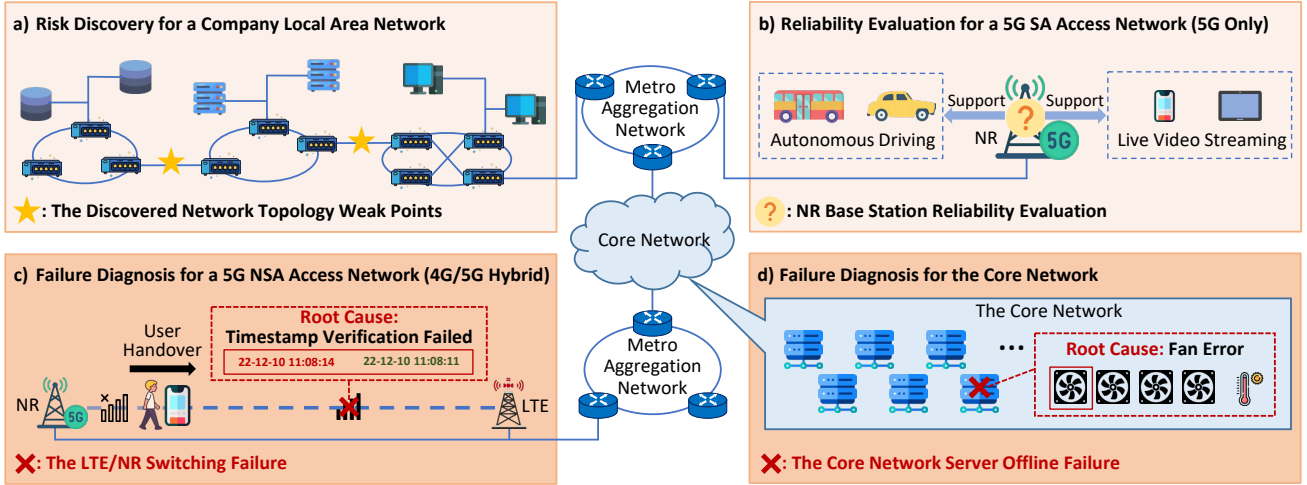 a) Risk Discovery for a Company Local Area Network
: The Discovered Network Topology Weak Points
Metro
Aggregation
Network
b) Reliability Evaluation for a 5G SA Access Network (5G Only)
Autonomous Driving
Support
Support
?
NR
5G
Live Video Streaming
?
: NR Base Station Reliability Evaluation
Core Network
c) Failure Diagnosis for a 5G NSA Access Network (4G/5G Hybrid)
User
Handover
Root Cause:
Timestamp Verification Failed
22-12-10 11:08:14
22-12-10 11:08:11
NR
5G
LTE
: The LTE/NR Switching Failure
Metro
Aggregation
Network
d) Failure Diagnosis for the Core Network
The Core Network
...
Root Cause: Fan Error
: The Core Network Server Offline Failure